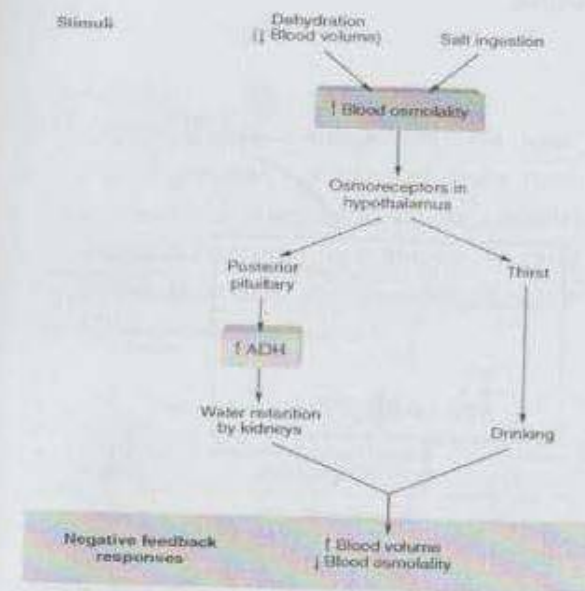 Stimuli
Dehydration
(↓ Blood volume)
Salt ingestion
↑ Blood osmolality
Osmoreceptors in
hypothalamus
Posterior
pituitary
Thirst
↑ ADH
Water retention
by kidneys
Drinking
Negative feedback
responses
↑ Blood volume
↓ Blood osmolality